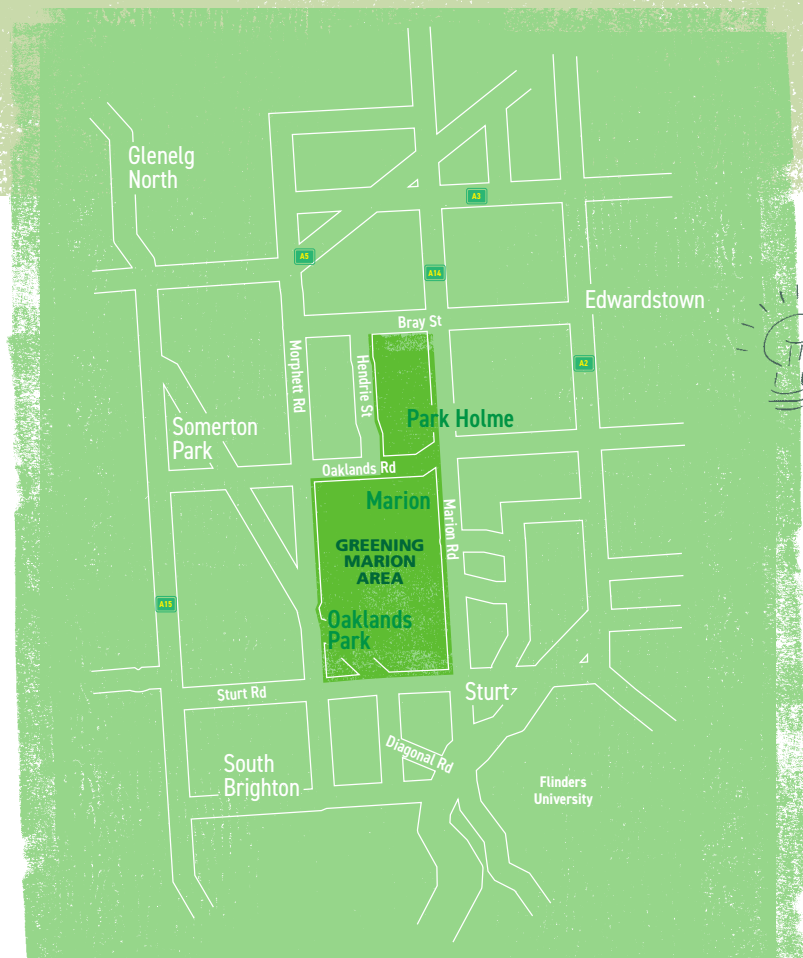 Glenelg
North
A3
A5
A14
Edwardstown
Bray St
Morphett Rd
Hendrie St
A2
Park Holme
Somerton
Park
Oaklands Rd
Marion
Marion Rd
GREENING
MARION
AREA
A15
Oaklands
Park
Sturt Rd
Sturt
Diagonal Rd
South
Brighton
Flinders
University